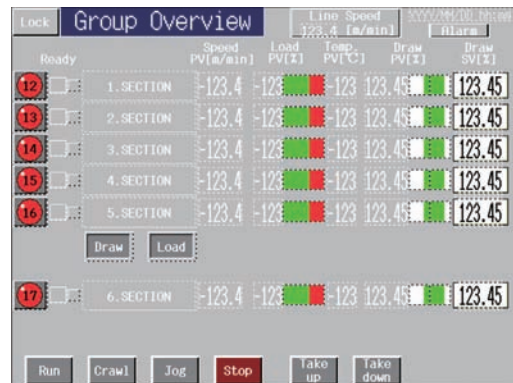 Lock Group Overview Line Speed YYYY/MM/DD hh:mm
123.4 [m/min] Alarm
Ready Speed PV[m/min] Load PV[%] Temp. PV[℃] Draw PV[%] Draw SV[%]
12 1.SECTION -123.4 -123 -123 123.45 123.45
13 2.SECTION -123.4 -123 -123 123.45 123.45
14 3.SECTION -123.4 -123 -123 123.45 123.45
15 4.SECTION -123.4 -123 -123 123.45 123.45
16 5.SECTION -123.4 -123 -123 123.45 123.45
Draw Load
17 6.SECTION -123.4 -123 -123 123.45 123.45
Run Crawl Jog Stop Take up Take down